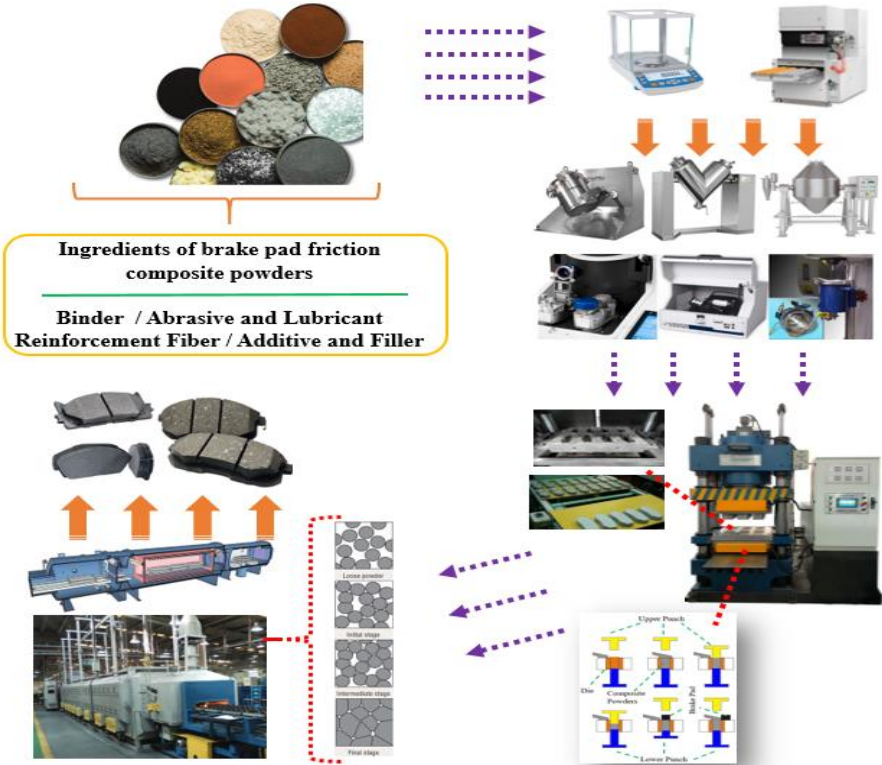 Ingredients of brake pad friction
composite powders
Binder / Abrasive and Lubricant
Reinforcement Fiber / Additive and Filler
Loose powder
Initial stage
Intermediate stage
Final stage
Upper Punch
Die
Composite
Powders
Brake Pad
Lower Punch